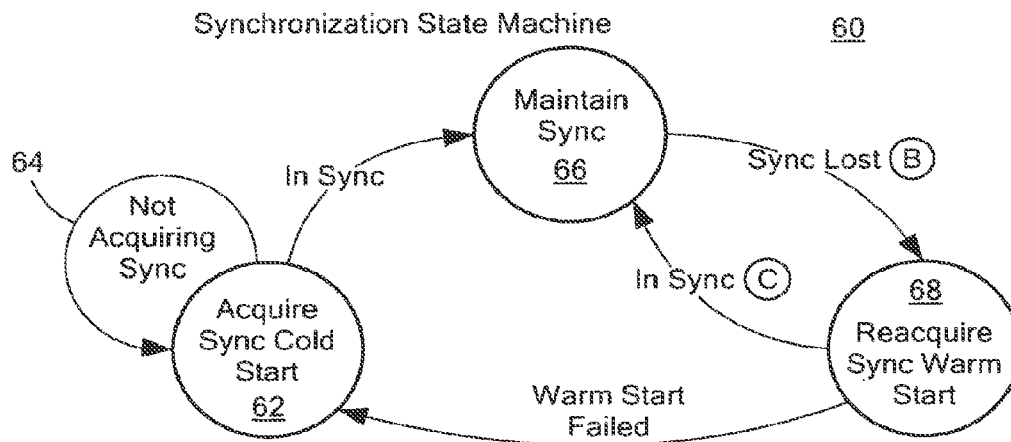 Synchronization State Machine
60
Maintain
Sync
66
64
In Sync
Sync Lost B
Not
Acquiring
Sync
In Sync C
Acquire
Sync Cold
Start
62
68
Reacquire
Sync Warm
Start
Warm Start
Failed